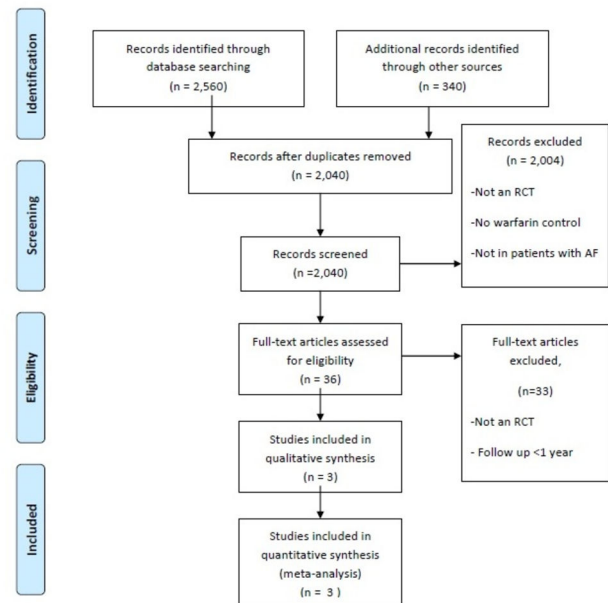 Identification
Records identified through
database searching
(n = 2,560)
Additional records identified
through other sources
(n = 340)
Records after duplicates removed
(n = 2,040)
Records excluded
(n = 2,004)
-Not an RCT
-No warfarin control
-Not in patients with AF
Screening
Records screened
(n =2,040)
Eligibility
Full-text articles assessed
for eligibility
(n = 36)
Full-text articles
excluded,
(n=33)
-Not an RCT
- Follow up <1 year
Studies included in
qualitative synthesis
(n = 3)
Included
Studies included in
quantitative synthesis
(meta-analysis)
(n = 3 )